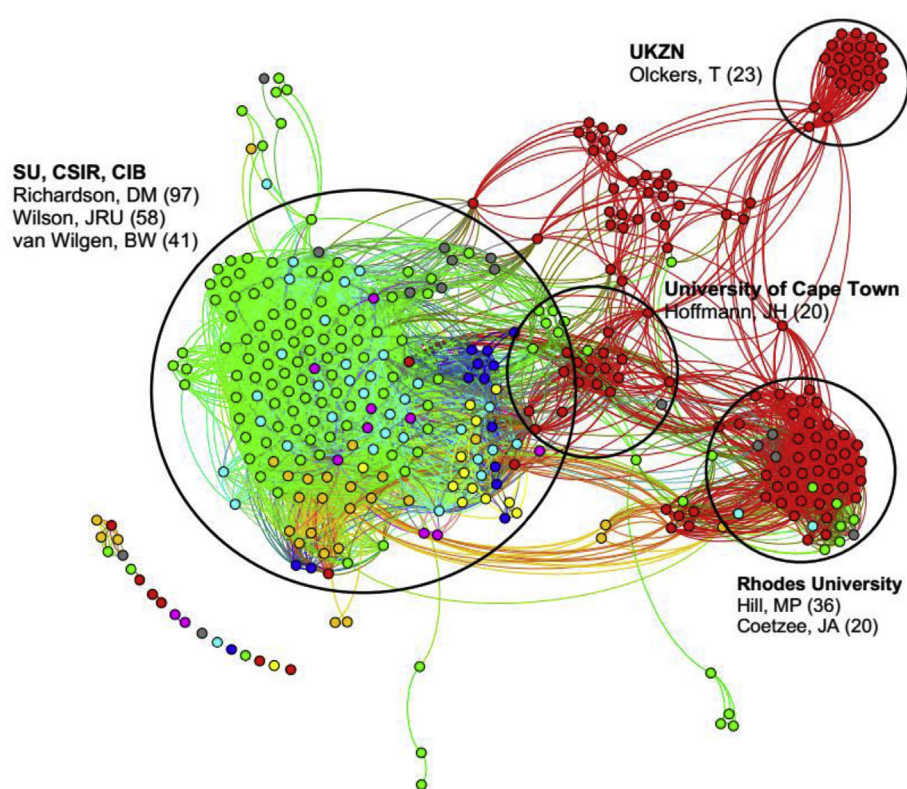 UKZN
Olckers, T (23)
SU, CSIR, CIB
Richardson, DM (97)
Wilson, JRU (58)
van Wilgen, BW (41)
University of Cape Town
Hoffmann, JH (20)
Rhodes University
Hill, MP (36)
Coetzee, JA (20)